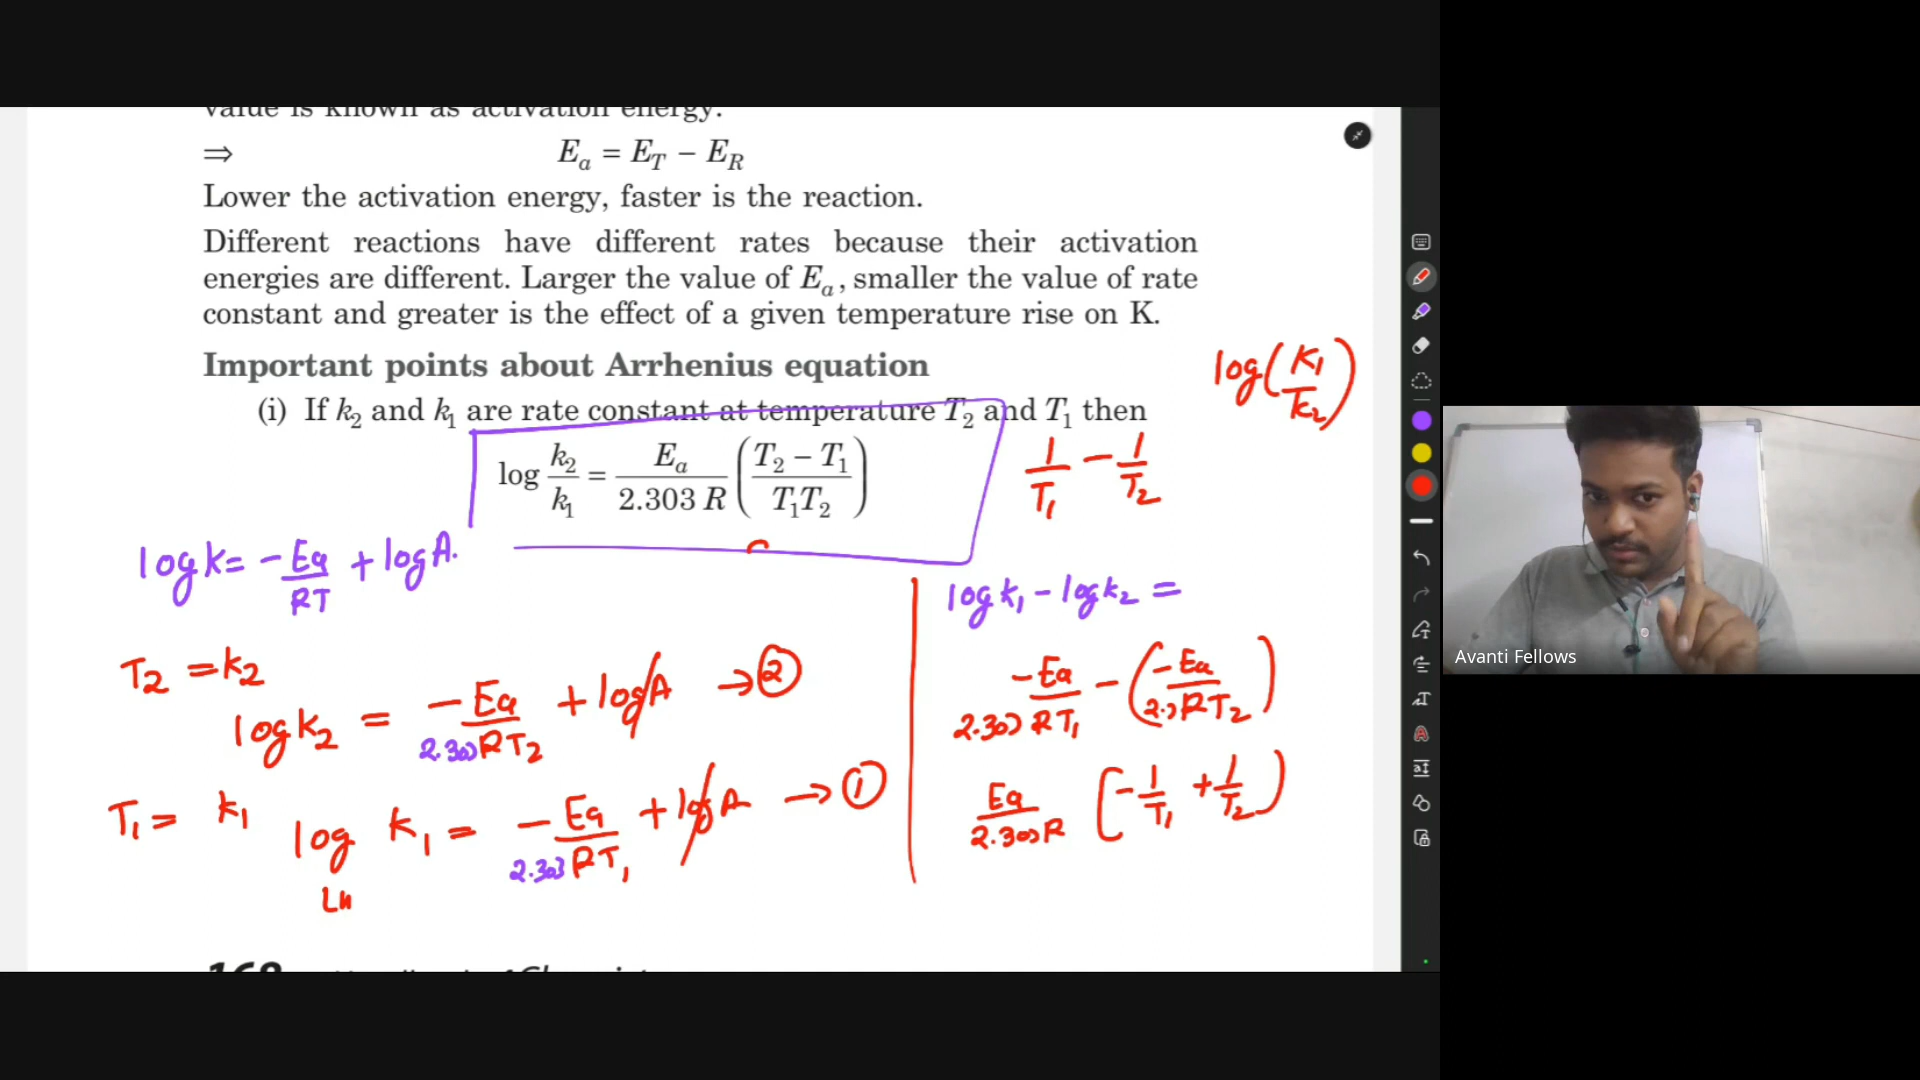 value is known as activation energy.
⇒ Eₐ = E_T − E_R
Lower the activation energy, faster is the reaction.
Different reactions have different rates because their activation
energies are different. Larger the value of Eₐ, smaller the value of rate
constant and greater is the effect of a given temperature rise on K.
Important points about Arrhenius equation
(i) If k₂ and k₁ are rate constant at temperature T₂ and T₁ then
log k₂/k₁ = Eₐ/2.303 R ((T₂ − T₁)/T₁T₂)
log(K₁/K₂)
1/T₁ − 1/T₂
log k = −Ea/RT + log A.
T₂ = k₂
log k₂ = −Ea/2.303RT₂ + log A → ②
T₁ = k₁
log k₁ = −Ea/2.303RT₁ + log A → ①
Ln
log k₁ − log k₂ =
−Ea/2.303RT₁ − (−Ea/2.3RT₂)
Ea/2.303R [−1/T₁ + 1/T₂)
168
Avanti Fellows